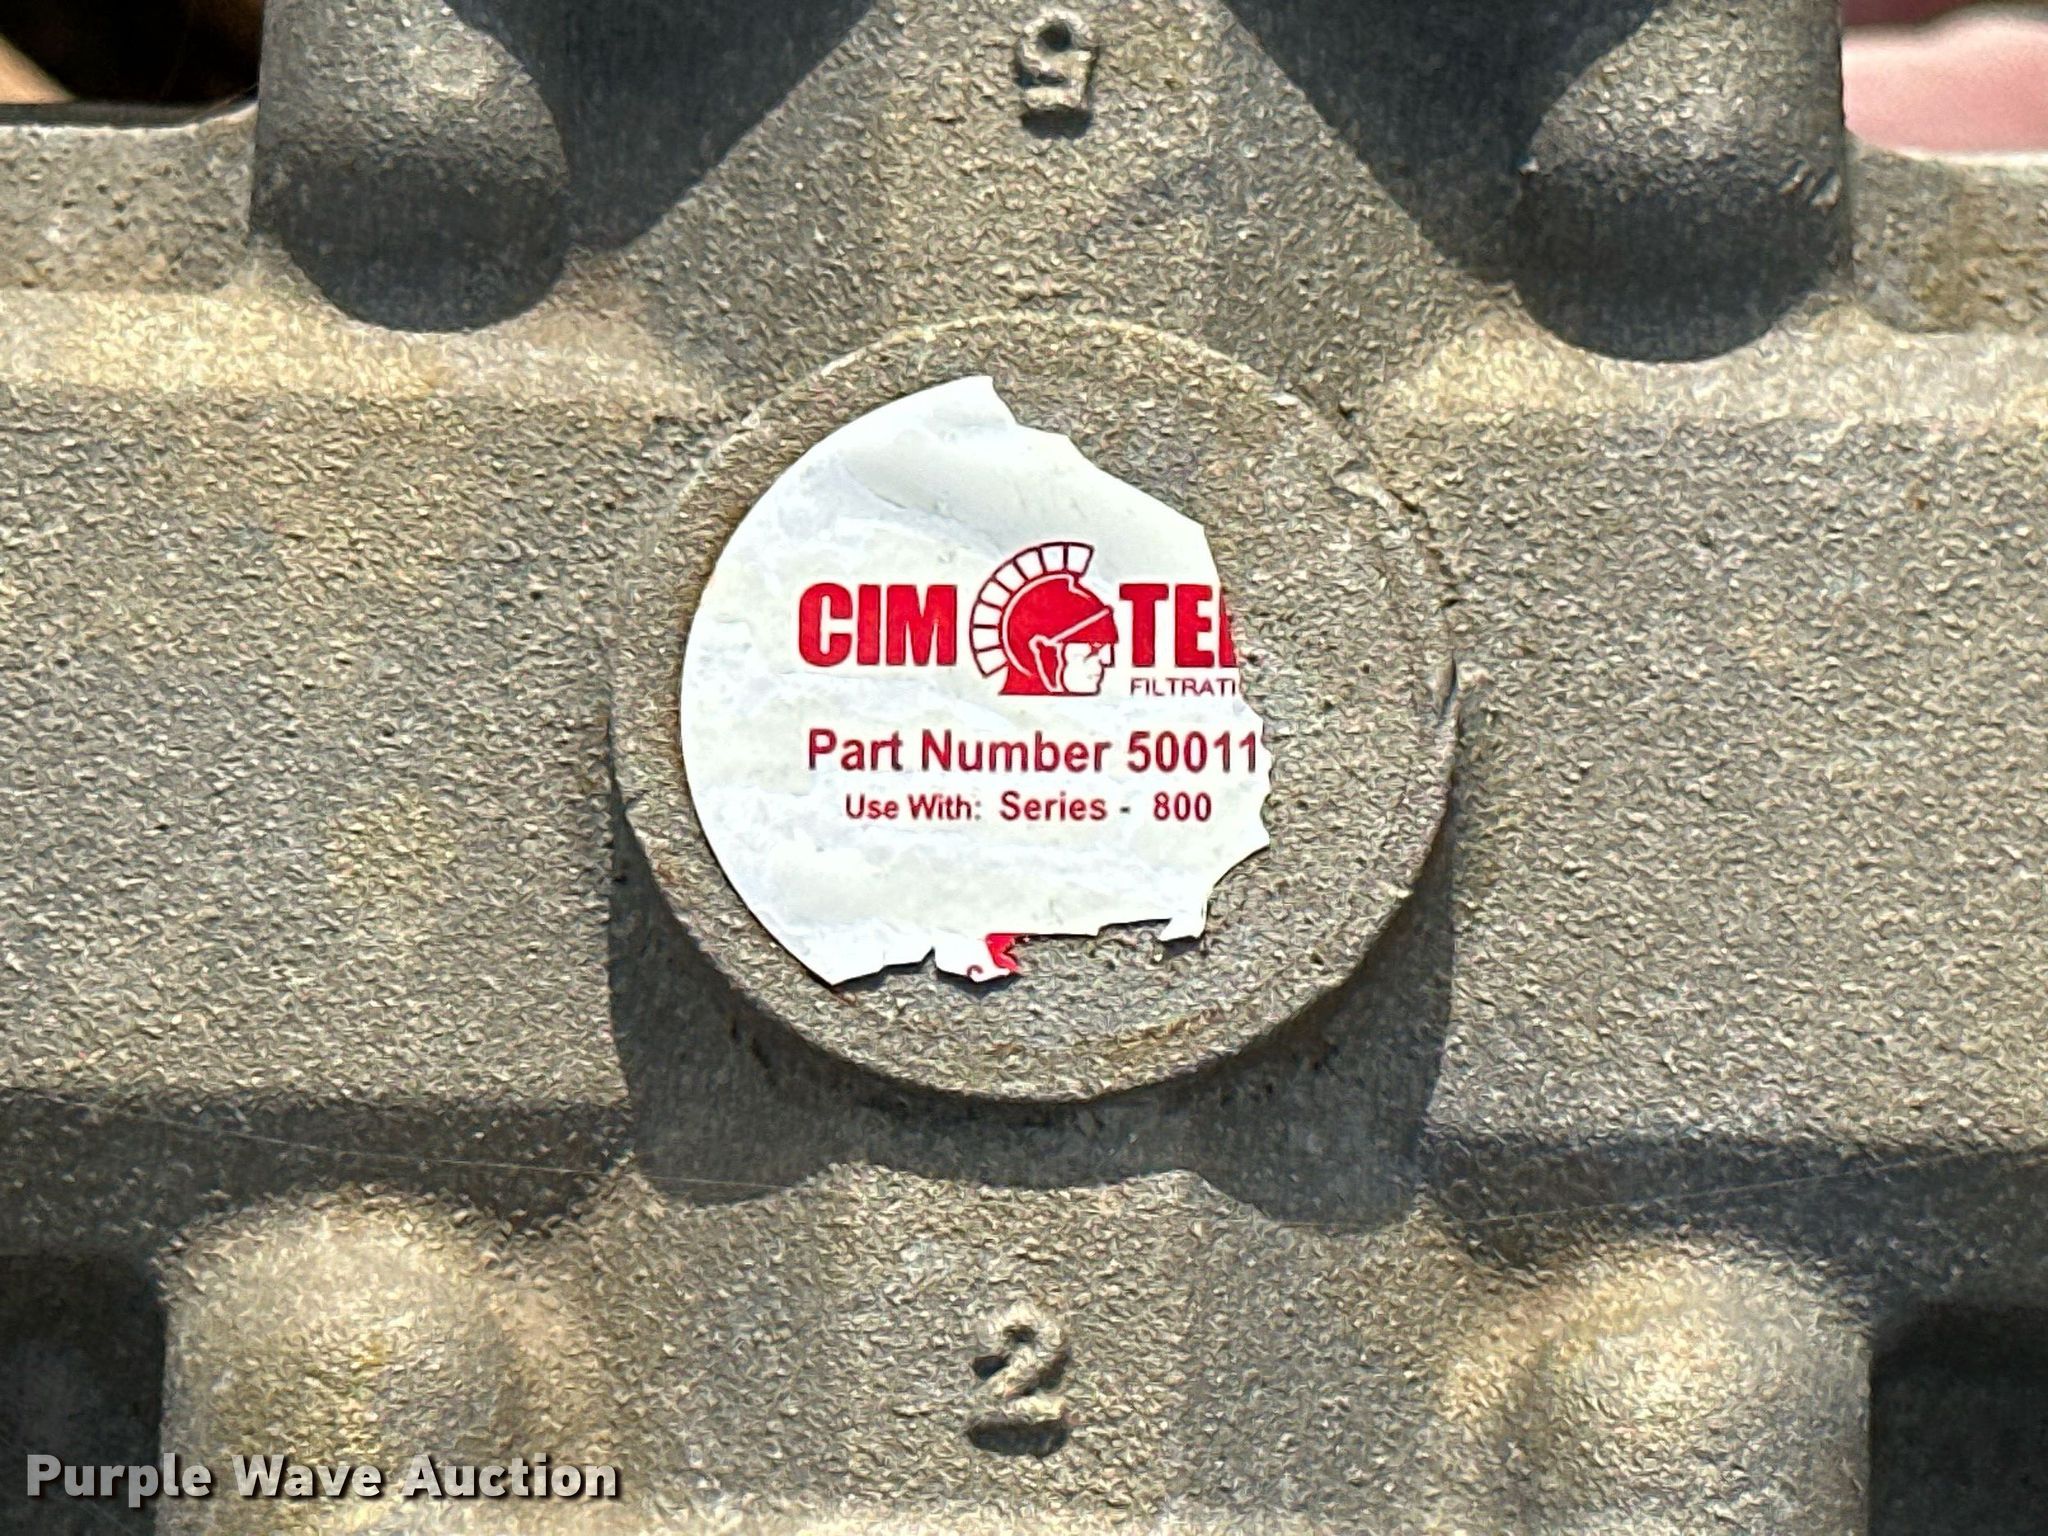 9
CIM TE
FILTRATI
Part Number 50011
Use With: Series - 800
2
Purple Wave Auction